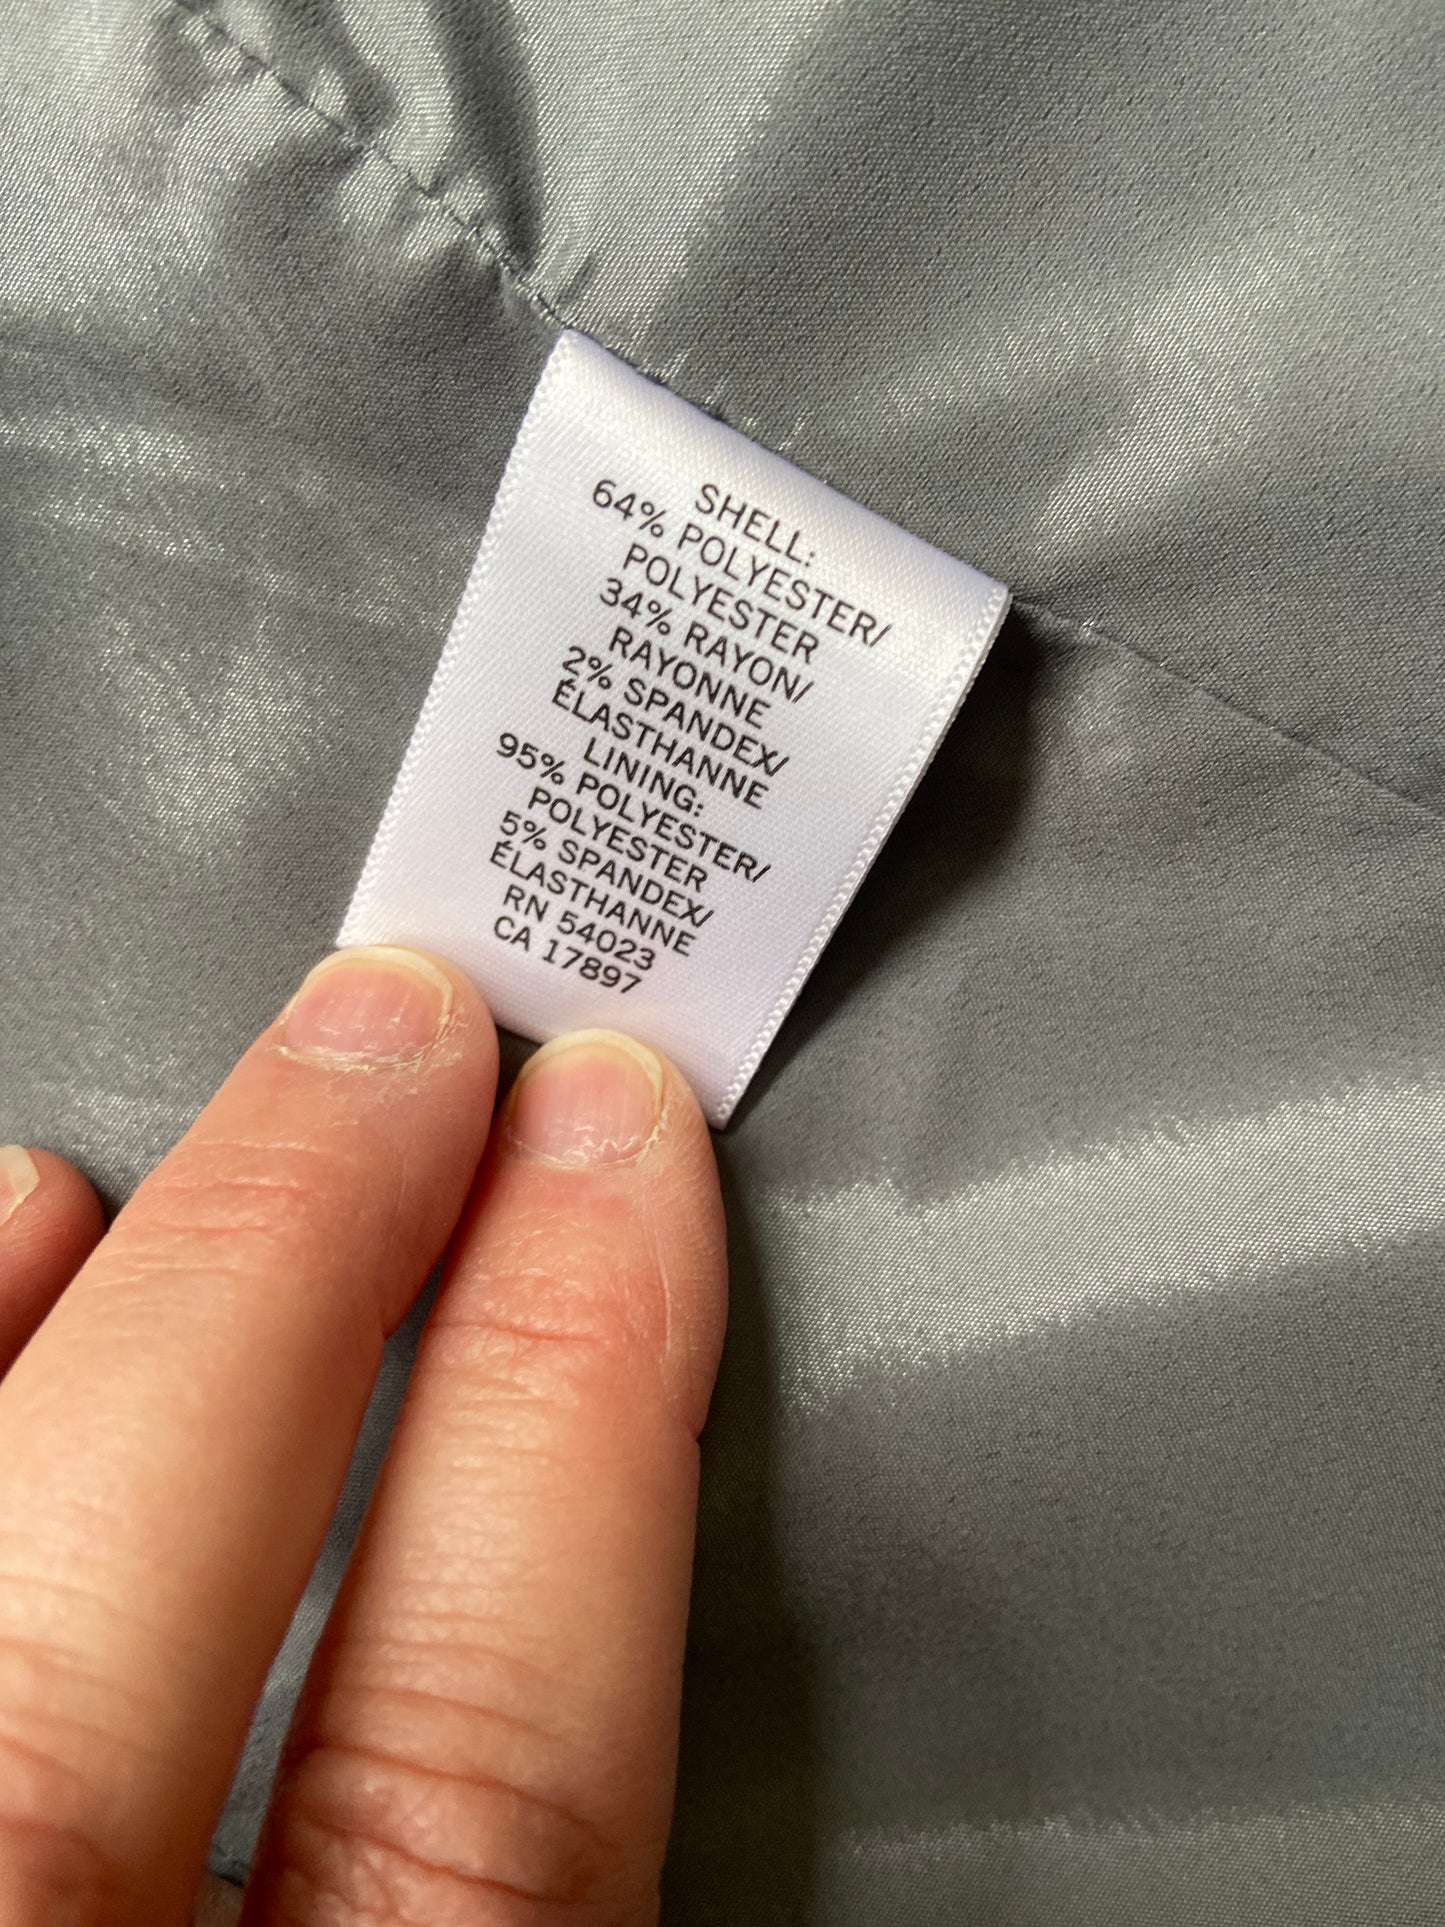 SHELL:
64% POLYESTER/
POLYESTER
34% RAYON/
RAYONNE
2% SPANDEX/
ÉLASTHANNE
LINING:
95% POLYESTER/
POLYESTER
5% SPANDEX/
ÉLASTHANNE
RN 54023
CA 17897